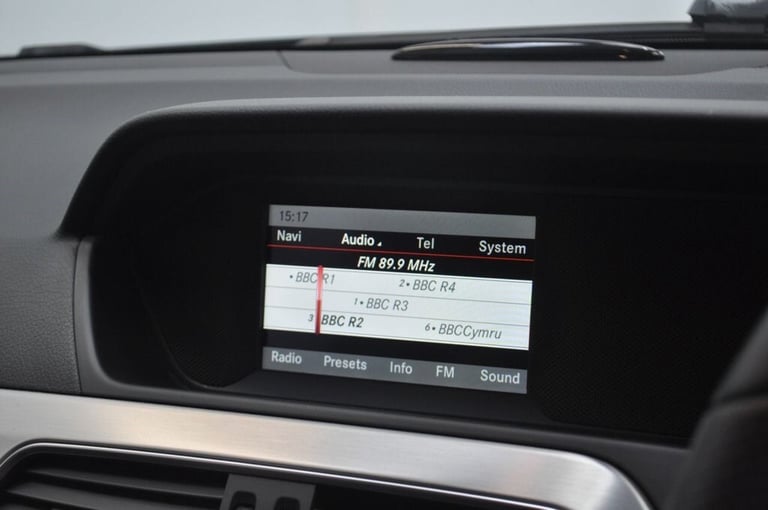 15:17
Navi Audio Tel System
FM 89.9 MHz
• BBC R1 2• BBC R4
1• BBC R3
3 BBC R2 6• BBCCymru
Radio Presets Info FM Sound